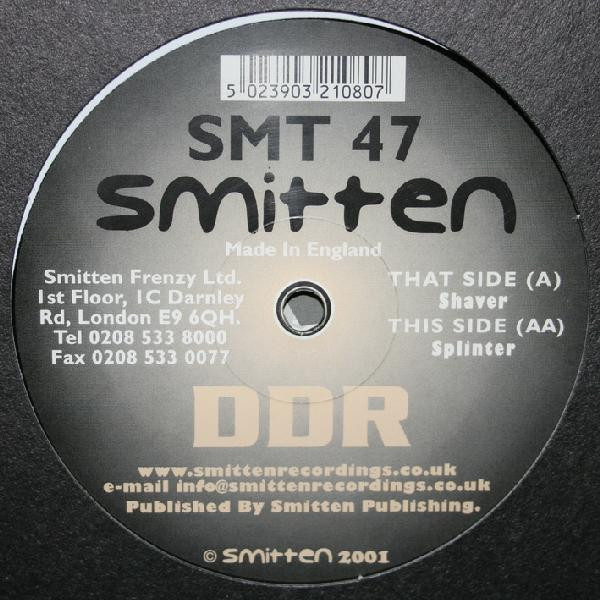 5 023903 210807
SMT 47
smitten
Made In England
Smitten Frenzy Ltd.
1st Floor, 1C Darnley
Rd, London E9 6QH.
Tel 0208 533 8000
Fax 0208 533 0077
THAT SIDE (A)
Shaver
THIS SIDE (AA)
Splinter
DDR
www.smittenrecordings.co.uk
e-mail info@smittenrecordings.co.uk
Published By Smitten Publishing.
© smitten 2001